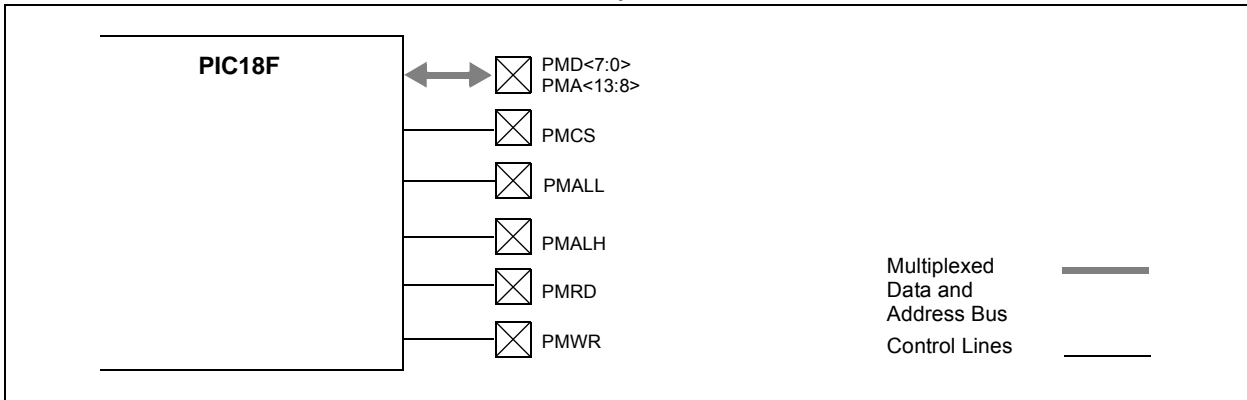 PIC18F
PMD<7:0>
PMA<13:8>
PMCS
PMALL
PMALH
PMRD
PMWR
Multiplexed
Data and
Address Bus
Control Lines